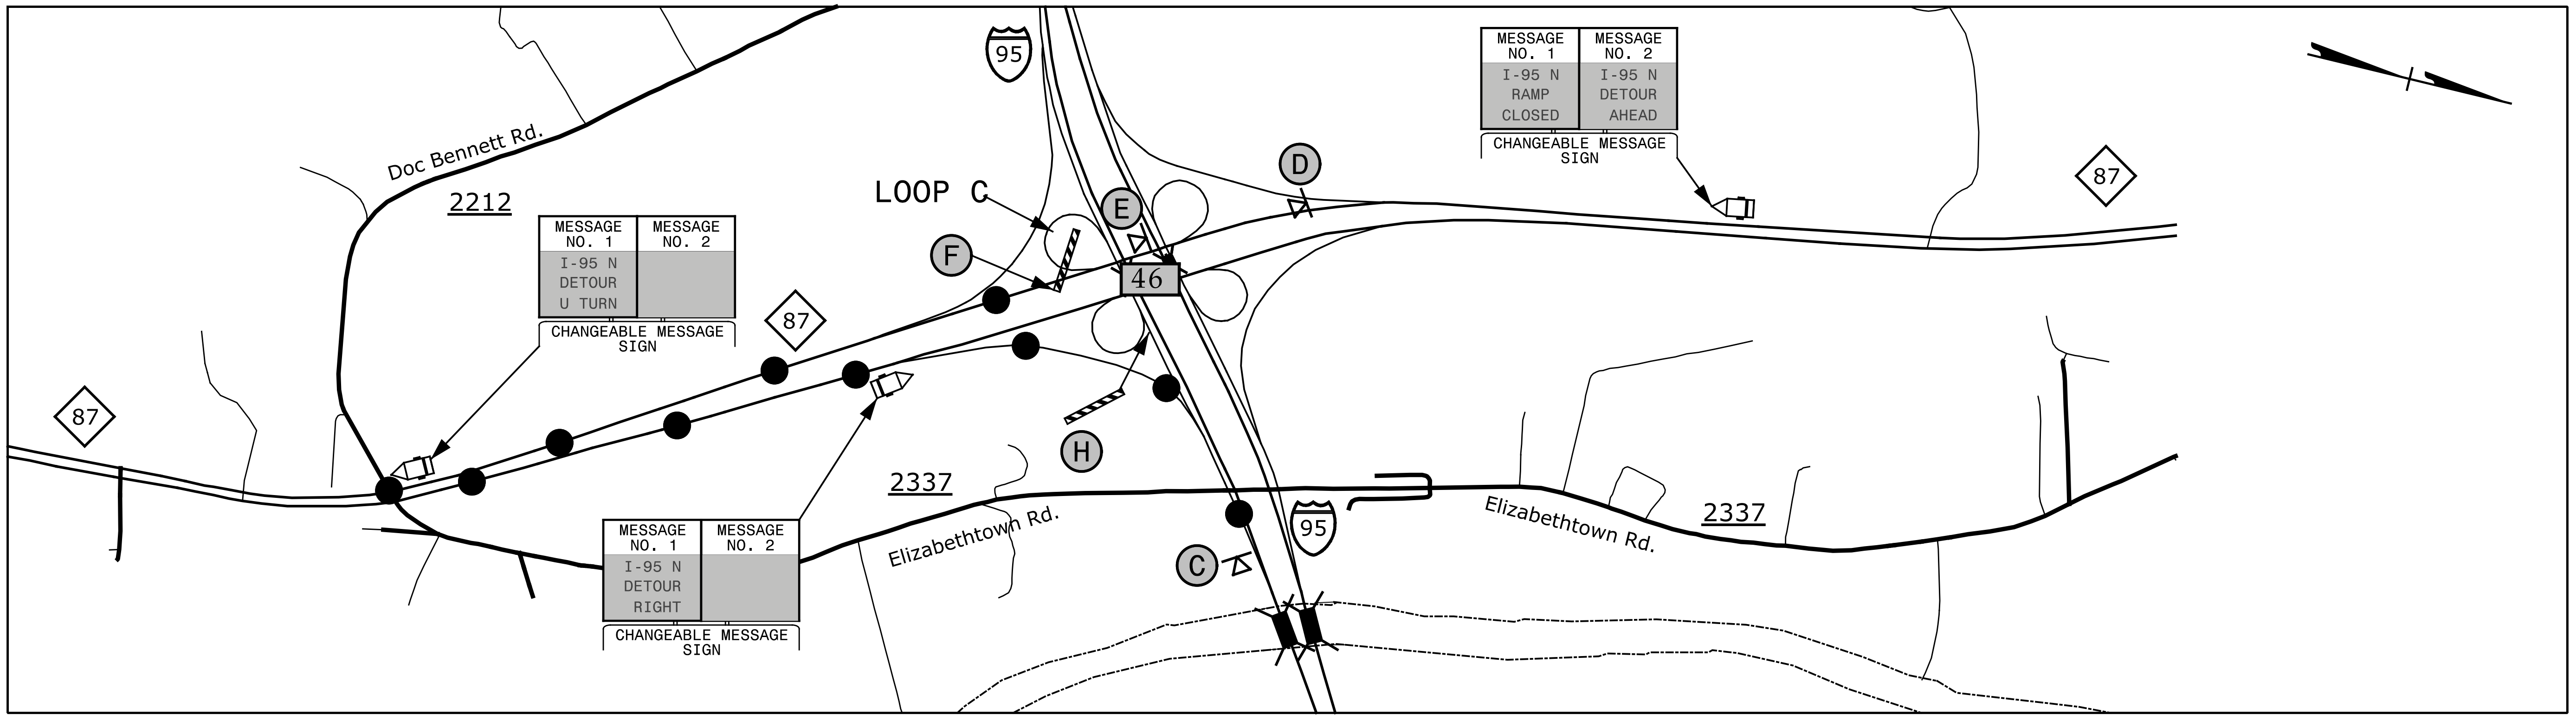 95
MESSAGE NO. 1
MESSAGE NO. 2
I-95 N
RAMP
CLOSED
I-95 N
DETOUR
AHEAD
CHANGEABLE MESSAGE
SIGN
87
Doc Bennett Rd.
2212
LOOP C
D
E
F
46
MESSAGE NO. 1
MESSAGE NO. 2
I-95 N
DETOUR
U TURN
CHANGEABLE MESSAGE
SIGN
87
87
H
2337
Elizabethtown Rd.
95
C
Elizabethtown Rd.
2337
MESSAGE NO. 1
MESSAGE NO. 2
I-95 N
DETOUR
RIGHT
CHANGEABLE MESSAGE
SIGN